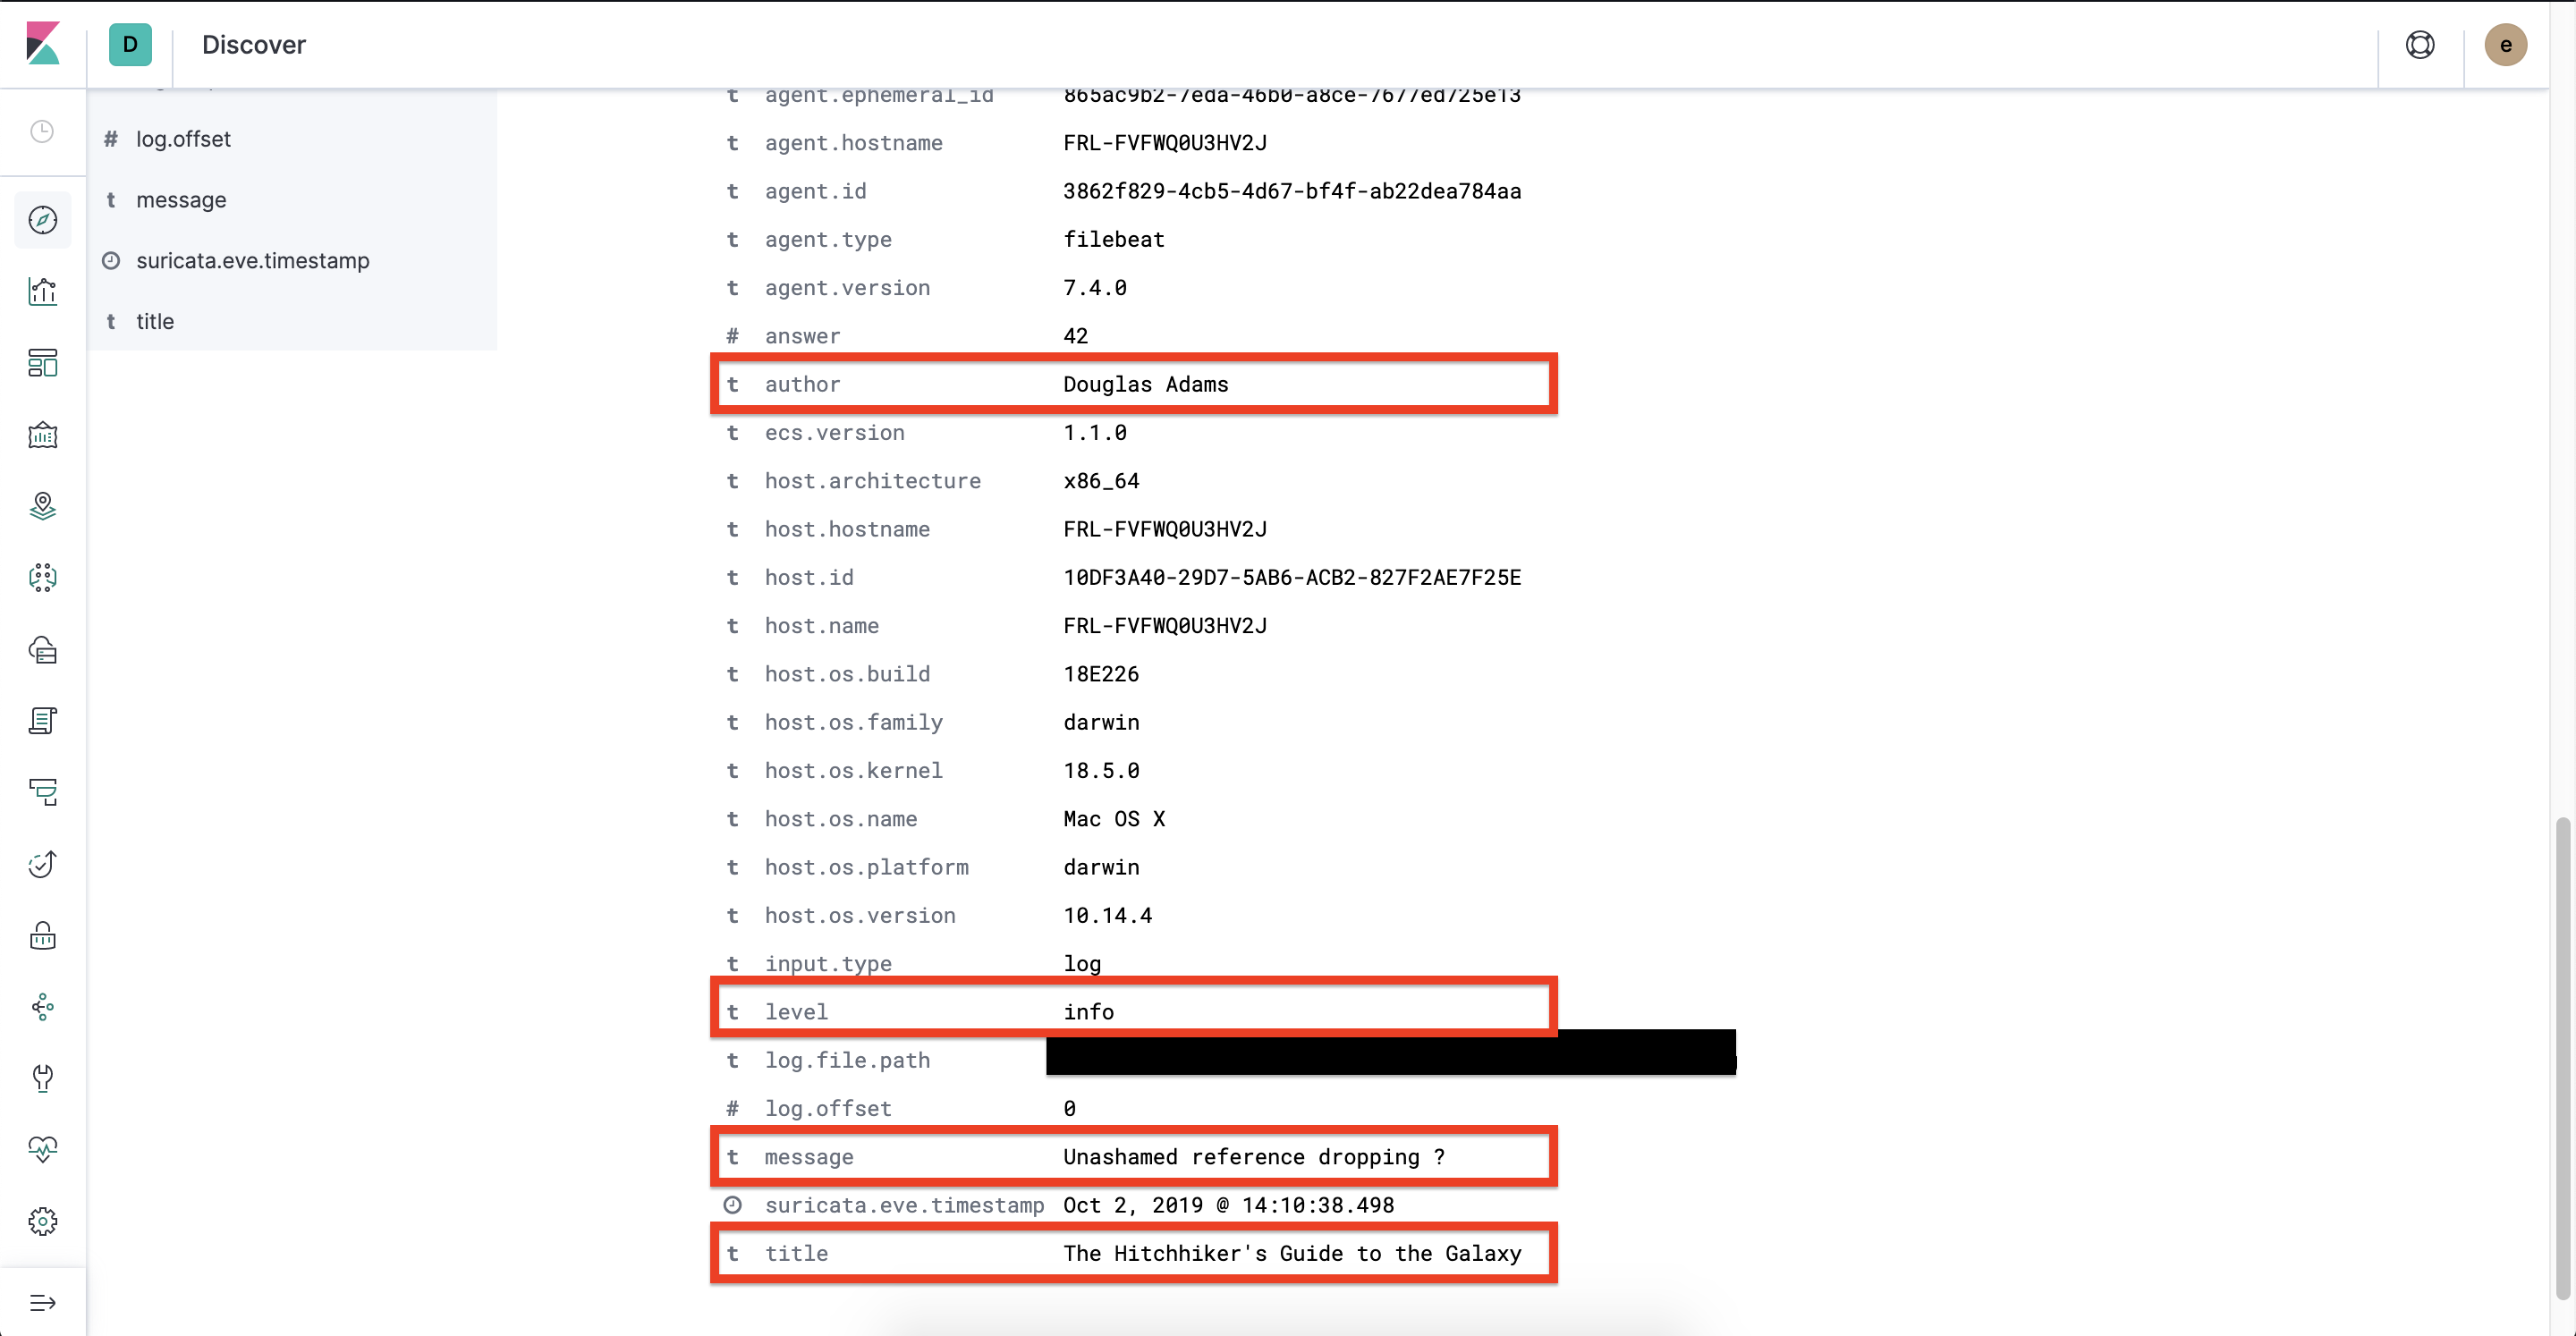 D Discover e
# log.offset
t message
suricata.eve.timestamp
t title
t agent.ephemeral_id 865ac9b2-7eda-46b0-a8ce-7677ed725e13
t agent.hostname FRL-FVFWQ0U3HV2J
t agent.id 3862f829-4cb5-4d67-bf4f-ab22dea784aa
t agent.type filebeat
t agent.version 7.4.0
# answer 42
t author Douglas Adams
t ecs.version 1.1.0
t host.architecture x86_64
t host.hostname FRL-FVFWQ0U3HV2J
t host.id 10DF3A40-29D7-5AB6-ACB2-827F2AE7F25E
t host.name FRL-FVFWQ0U3HV2J
t host.os.build 18E226
t host.os.family darwin
t host.os.kernel 18.5.0
t host.os.name Mac OS X
t host.os.platform darwin
t host.os.version 10.14.4
t input.type log
t level info
t log.file.path
# log.offset 0
t message Unashamed reference dropping ?
suricata.eve.timestamp Oct 2, 2019 @ 14:10:38.498
t title The Hitchhiker's Guide to the Galaxy